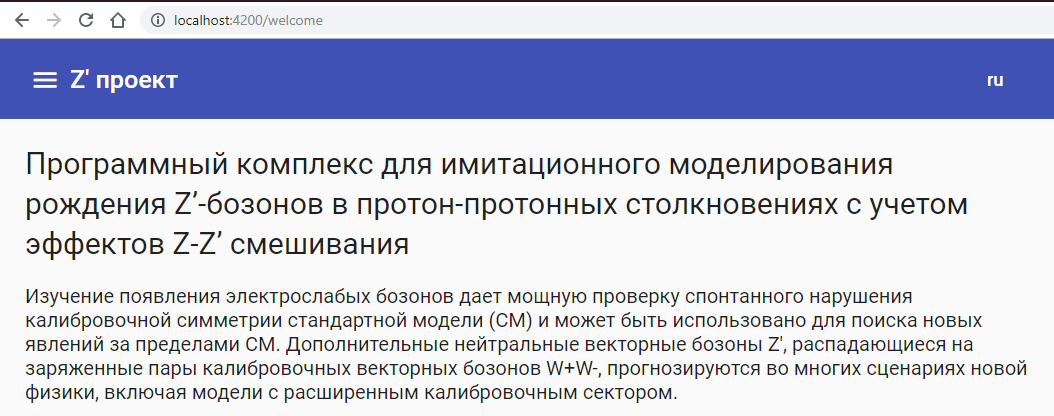 localhost:4200/welcome
Z' проект
ru
Программный комплекс для имитационного моделирования
рождения Z’-бозонов в протон-протонных столкновениях с учетом
эффектов Z-Z’ смешивания
Изучение появления электрослабых бозонов дает мощную проверку спонтанного нарушения
калибровочной симметрии стандартной модели (СМ) и может быть использовано для поиска новых
явлений за пределами СМ. Дополнительные нейтральные векторные бозоны Z', распадающиеся на
заряженные пары калибровочных векторных бозонов W+W-, прогнозируются во многих сценариях новой
физики, включая модели с расширенным калибровочным сектором.